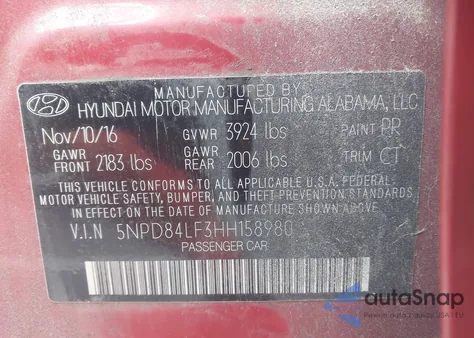 MANUFACTURED BY
HYUNDAI MOTOR MANUFACTURING ALABAMA, LLC
Nov/10/16 GVWR 3924 lbs PAINT PR
GAWR FRONT 2183 lbs GAWR REAR 2006 lbs TRIM CT
THIS VEHICLE CONFORMS TO ALL APPLICABLE U.S.A. FEDERAL
MOTOR VEHICLE SAFETY, BUMPER, AND THEFT PREVENTION STANDARDS
IN EFFECT ON THE DATE OF MANUFACTURE SHOWN ABOVE.
V.I.N 5NPD84LF3HH158980
PASSENGER CAR
autoSnap